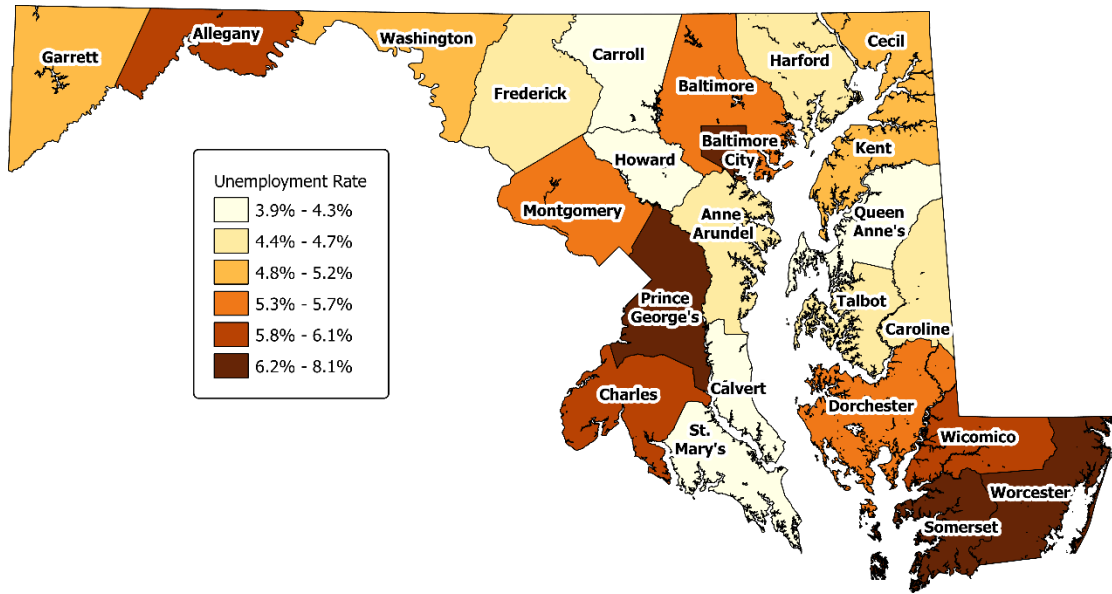 Garrett
Allegany
Washington
Frederick
Carroll
Baltimore
Harford
Cecil
Baltimore
City
Howard
Kent
Montgomery
Anne
Arundel
Queen
Anne's
Prince
George's
Talbot
Caroline
Charles
Calvert
St.
Mary's
Dorchester
Wicomico
Worcester
Somerset
Unemployment Rate
3.9% - 4.3%
4.4% - 4.7%
4.8% - 5.2%
5.3% - 5.7%
5.8% - 6.1%
6.2% - 8.1%